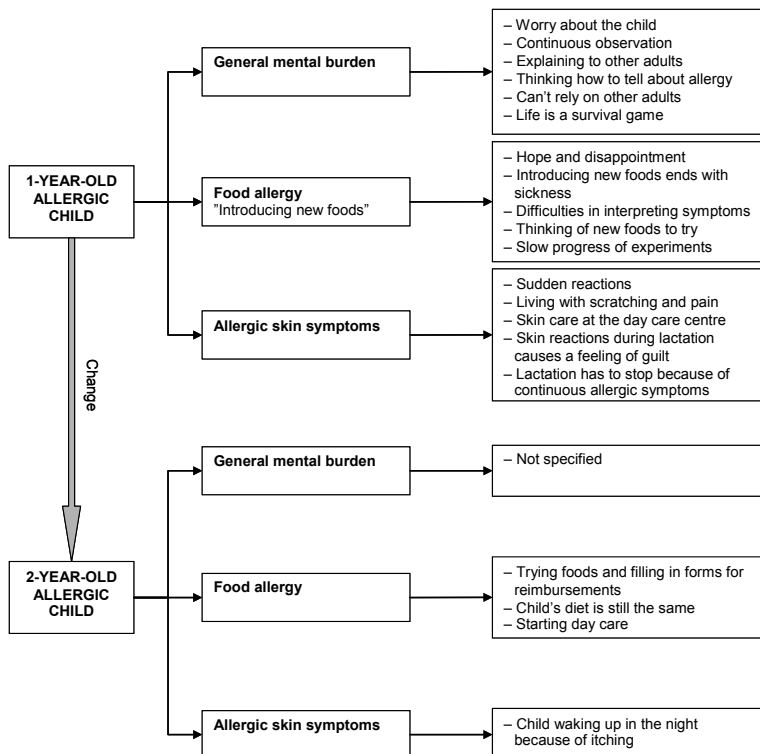 General mental burden
– Worry about the child
– Continuous observation
– Explaining to other adults
– Thinking how to tell about allergy
– Can't rely on other adults
– Life is a survival game
1-YEAR-OLD
ALLERGIC
CHILD
Food allergy
"Introducing new foods"
– Hope and disappointment
– Introducing new foods ends with
sickness
– Difficulties in interpreting symptoms
– Thinking of new foods to try
– Slow progress of experiments
Allergic skin symptoms
– Sudden reactions
– Living with scratching and pain
– Skin care at the day care centre
– Skin reactions during lactation
causes a feeling of guilt
– Lactation has to stop because of
continuous allergic symptoms
Change
General mental burden
– Not specified
2-YEAR-OLD
ALLERGIC
CHILD
Food allergy
– Trying foods and filling in forms for
reimbursements
– Child's diet is still the same
– Starting day care
Allergic skin symptoms
– Child waking up in the night
because of itching